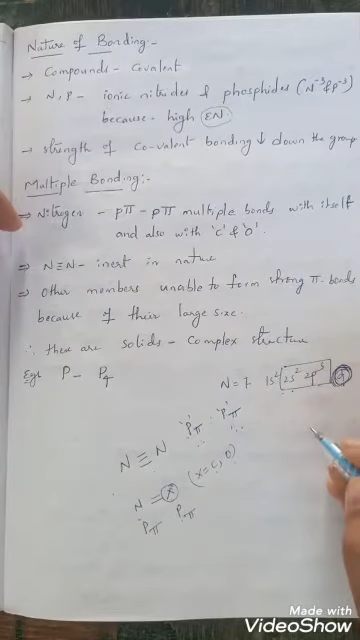 Nature of Bonding:-
→ Compounds - Covalent
→ N, P - ionic nitrudes & phosphides (N⁻³ & P⁻³)
because - high EN.
→ strength of co-valent bonding ↓ down the group
Multiple Bonding:-
⇒ Nitrogen - pπ - pπ multiple bonds with itself
and also with 'C' & 'O'.
⇒ N≡N - inert in nature
⇒ Other members unable to form strong π-bonds
because of their large size.
∴ these are solids - complex structure
Eg:- P - P₄
N = 7 1s² 2s² 2p³
N ≡ N Pπ Pπ
N = X (X = C, O)
Pπ Pπ
Made with
VideoShow